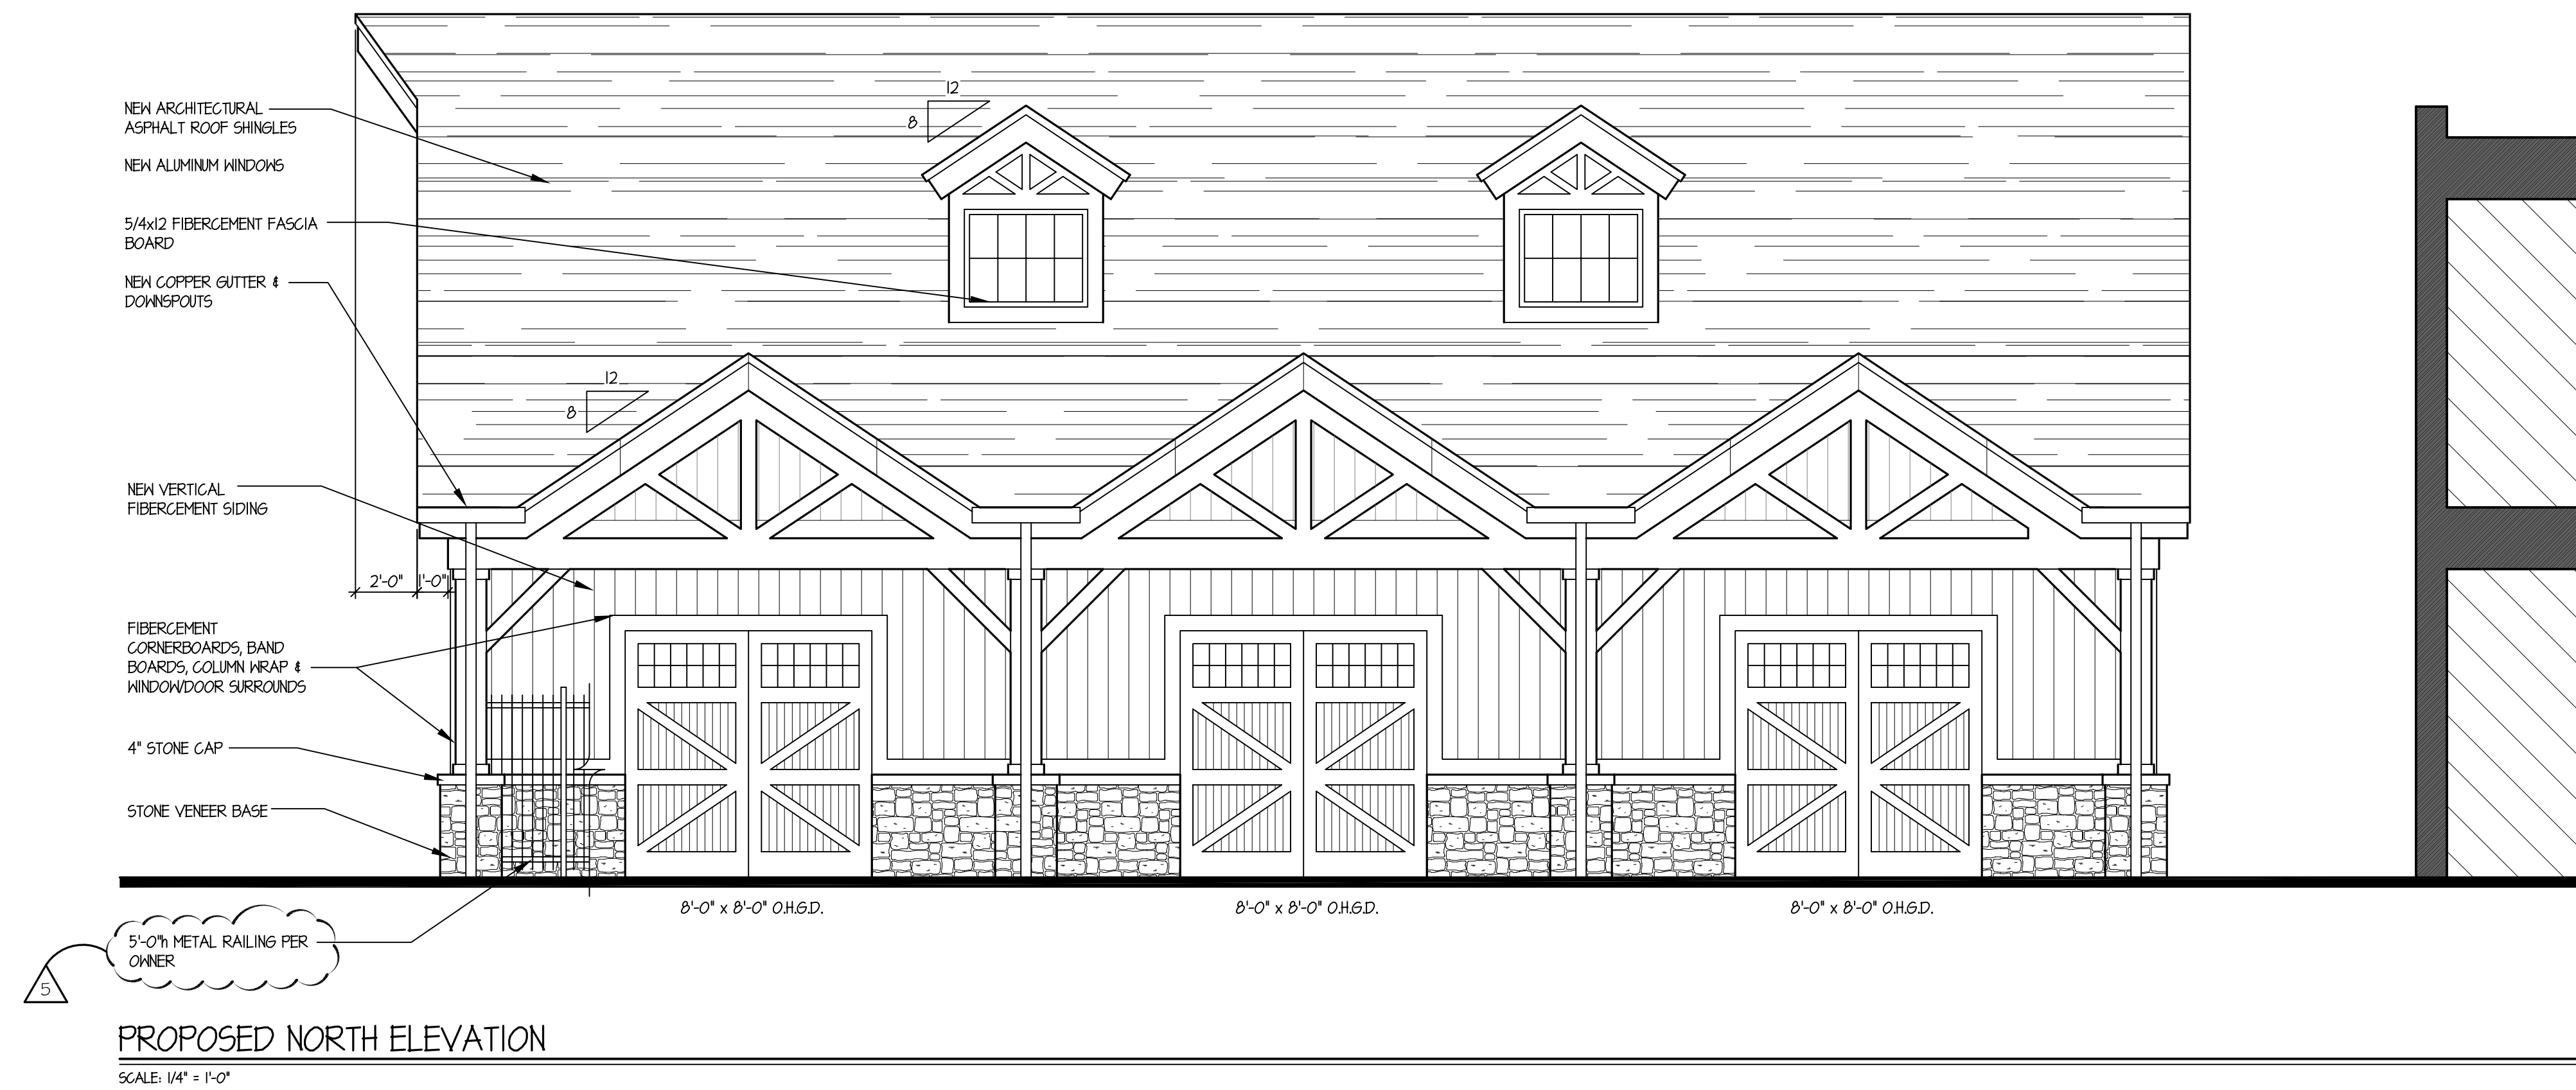 12
8
NEW ARCHITECTURAL
ASPHALT ROOF SHINGLES
NEW ALUMINUM WINDOWS
5/4x12 FIBERCEMENT FASCIA
BOARD
NEW COPPER GUTTER &
DOWNSPOUTS
12
8
NEW VERTICAL
FIBERCEMENT SIDING
2'-0" 1'-0"
FIBERCEMENT
CORNERBOARDS, BAND
BOARDS, COLUMN WRAP &
WINDOW/DOOR SURROUNDS
4" STONE CAP
STONE VENEER BASE
8'-0" x 8'-0" O.H.G.D. 8'-0" x 8'-0" O.H.G.D. 8'-0" x 8'-0" O.H.G.D.
5'-0"h METAL RAILING PER
OWNER
5
PROPOSED NORTH ELEVATION
SCALE: 1/4" = 1'-0"